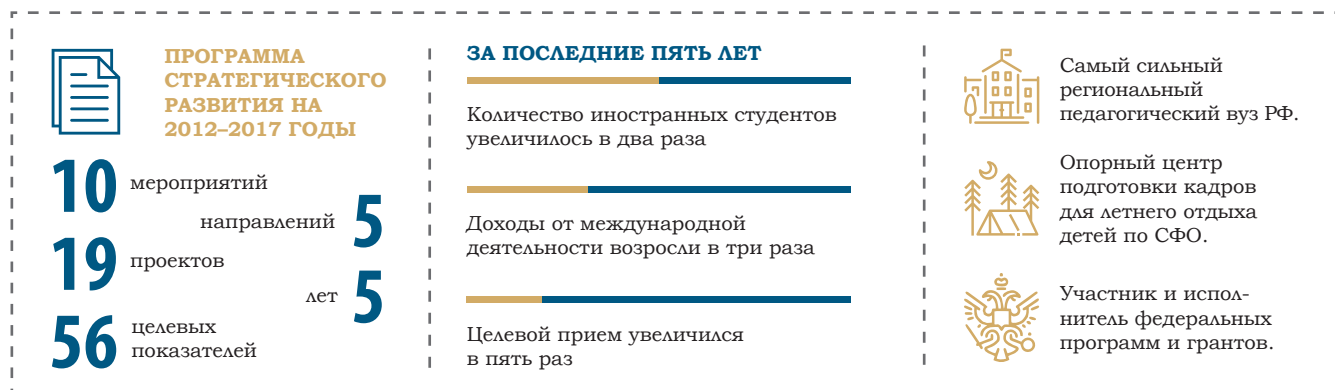 ПРОГРАММА
СТРАТЕГИЧЕСКОГО
РАЗВИТИЯ НА
2012–2017 ГОДЫ
10 мероприятий
направлений 5
19 проектов
лет 5
56 целевых
показателей
ЗА ПОСЛЕДНИЕ ПЯТЬ ЛЕТ
Количество иностранных студентов
увеличилось в два раза
Доходы от международной
деятельности возросли в три раза
Целевой прием увеличился
в пять раз
Самый сильный
региональный
педагогический вуз РФ.
Опорный центр
подготовки кадров
для летнего отдыха
детей по СФО.
Участник и испол-
нитель федеральных
программ и грантов.